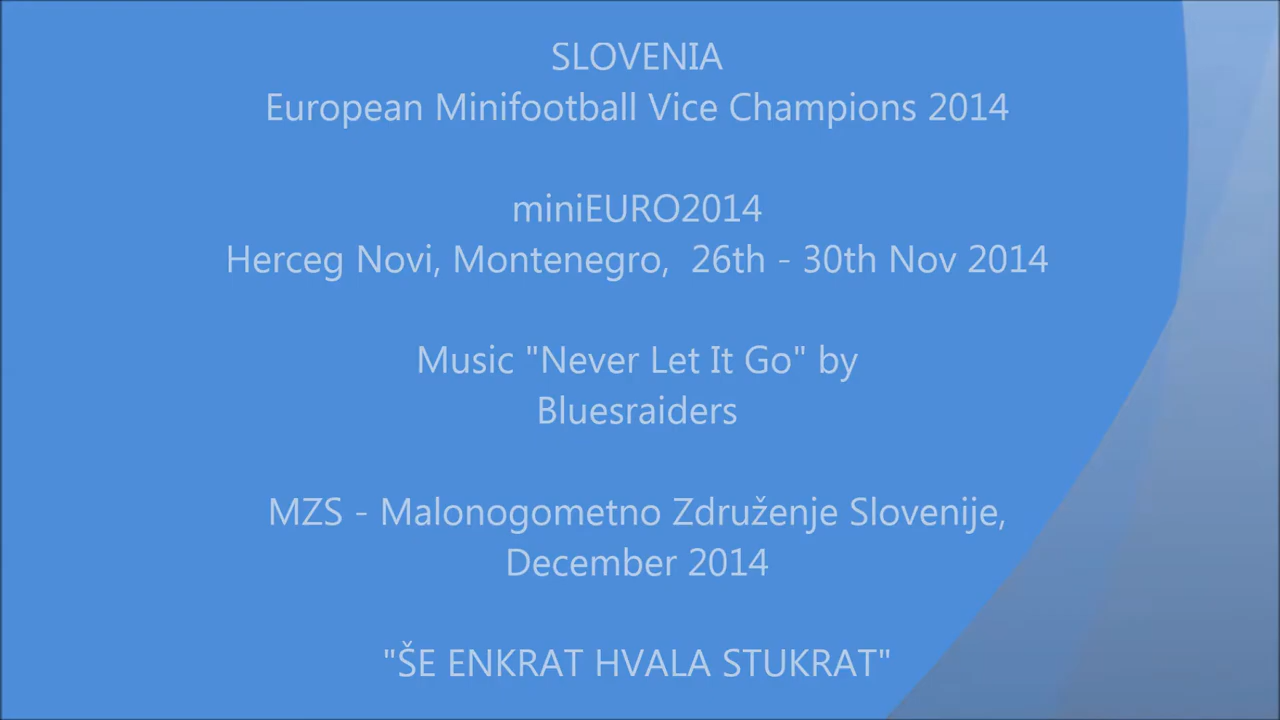 SLOVENIA
European Minifootball Vice Champions 2014
miniEURO2014
Herceg Novi, Montenegro,  26th - 30th Nov 2014
Music "Never Let It Go" by
Bluesraiders
MZS - Malonogometno Združenje Slovenije,
December 2014
"ŠE ENKRAT HVALA STUKRAT"